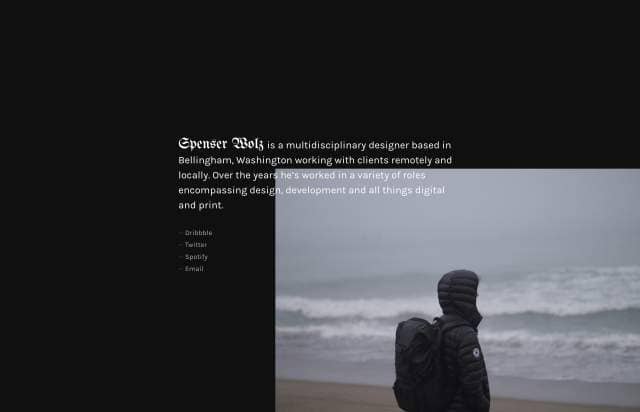 Spenser Wolz is a multidisciplinary designer based in
Bellingham, Washington working with clients remotely and
locally. Over the years he's worked in a variety of roles
encompassing design, development and all things digital
and print.
- Dribbble
- Twitter
- Spotify
- Email